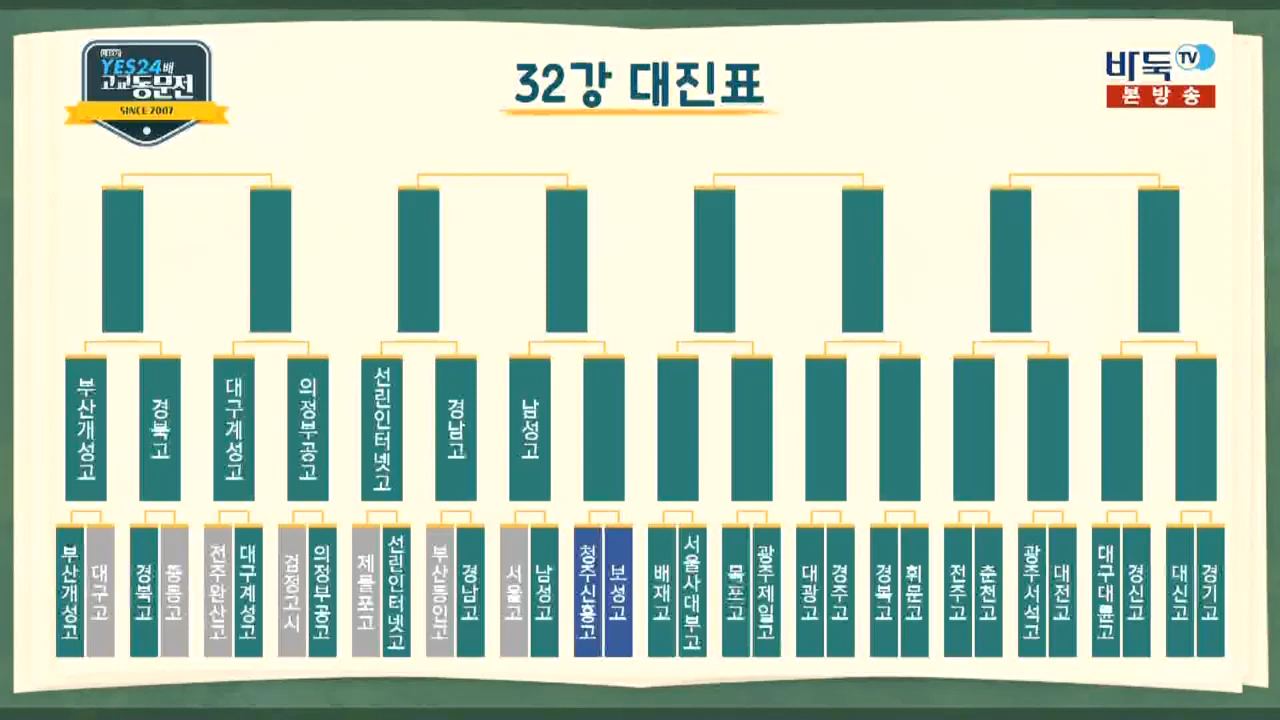 YES24배
고교동문전
SINCE 2007
32강 대진표
바둑TV
본방송
부산개성고
경북고
대구계성고
의정부공고
선린인터넷고
경남고
남성고
부산개성고
대구고
경북고
중동고
전주완산고
대구계성고
검정고시
의정부공고
제물포고
선린인터넷고
부산동인고
경남고
서울고
남성고
청주신흥고
보성고
배재고
서울사대부고
목포고
광주제일고
대광고
경주고
경복고
휘문고
전주고
춘천고
광주서석고
대전고
대구대륜고
경신고
대신고
경기고